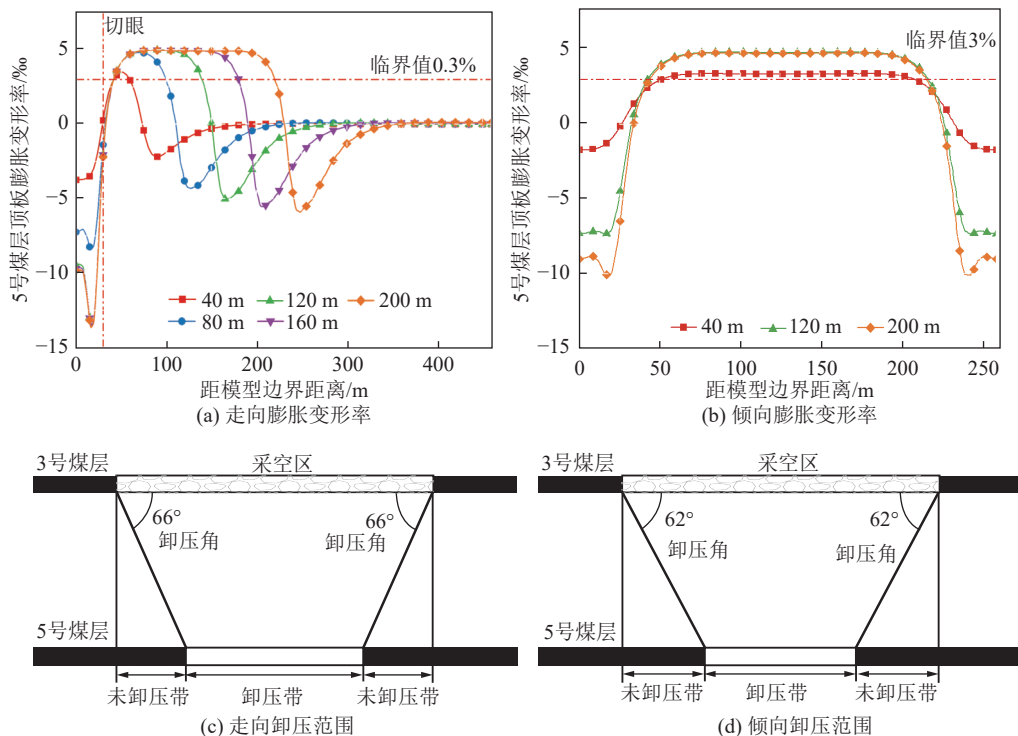 切眼
临界值0.3%
5号煤层顶板膨胀变形率/‰
5
0
−5
−10
−15
40 m
120 m
200 m
80 m
160 m
0
100
200
300
400
距模型边界距离/m
(a) 走向膨胀变形率
临界值3%
5号煤层顶板膨胀变形率/‰
5
0
−5
−10
−15
40 m
120 m
200 m
0
50
100
150
200
250
距模型边界距离/m
(b) 倾向膨胀变形率
3号煤层
采空区
66°
卸压角
66°
卸压角
5号煤层
未卸压带
卸压带
未卸压带
(c) 走向卸压范围
3号煤层
采空区
62°
卸压角
62°
卸压角
5号煤层
未卸压带
卸压带
未卸压带
(d) 倾向卸压范围